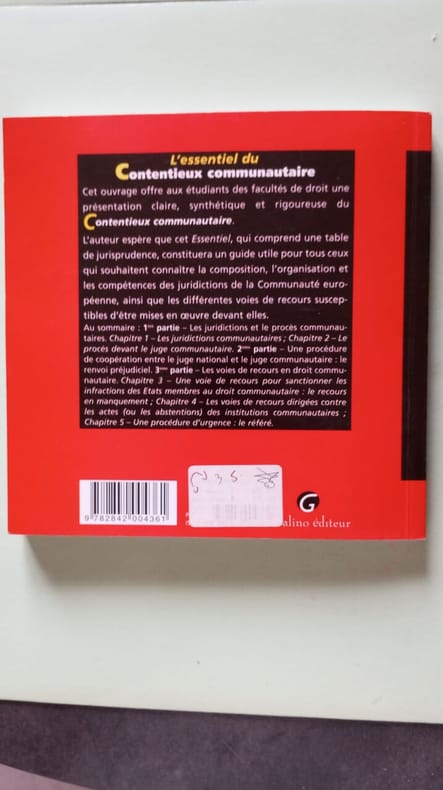 L'essentiel du
Contentieux communautaire
Cet ouvrage offre aux étudiants des facultés de droit une
présentation claire, synthétique et rigoureuse du
Contentieux communautaire.
L'auteur espère que cet Essentiel, qui comprend une table
de jurisprudence, constituera un guide utile pour tous ceux
qui souhaitent connaître la composition, l'organisation et
les compétences des juridictions de la Communauté euro-
péenne, ainsi que les différentes voies de recours suscep-
tibles d'être mises en œuvre devant elles.
Au sommaire : 1ère partie – Les juridictions et le procès communau-
taires. Chapitre 1 – Les juridictions communautaires ; Chapitre 2 – Le
procès devant le juge communautaire. 2ème partie – Une procédure
de coopération entre le juge national et le juge communautaire : le
renvoi préjudiciel. 3ème partie – Les voies de recours en droit commu-
nautaire. Chapitre 3 – Une voie de recours pour sanctionner les
infractions des Etats membres au droit communautaire : le recours
en manquement ; Chapitre 4 – Les voies de recours dirigées contre
les actes (ou les abstentions) des institutions communautaires ;
Chapitre 5 – Une procédure d'urgence : le référé.
9 782842 004361
G
alino éditeur